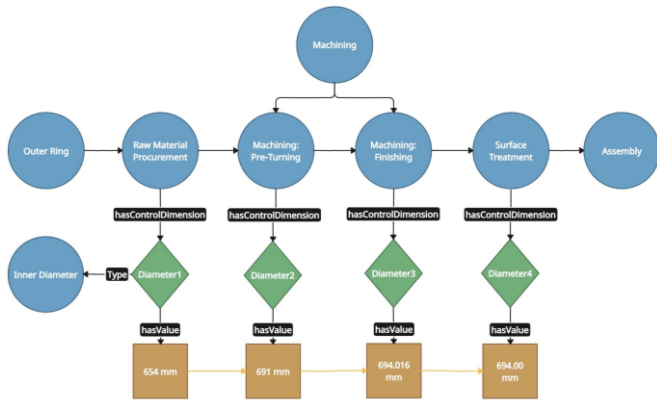 Machining
Outer Ring
Raw Material
Procurement
Machining:
Pre-Turning
Machining:
Finishing
Surface
Treatment
Assembly
hasControlDimension
hasControlDimension
hasControlDimension
hasControlDimension
Inner Diameter
Type
Diameter1
Diameter2
Diameter3
Diameter4
hasValue
hasValue
hasValue
hasValue
654 mm
691 mm
694.016
mm
694.00
mm